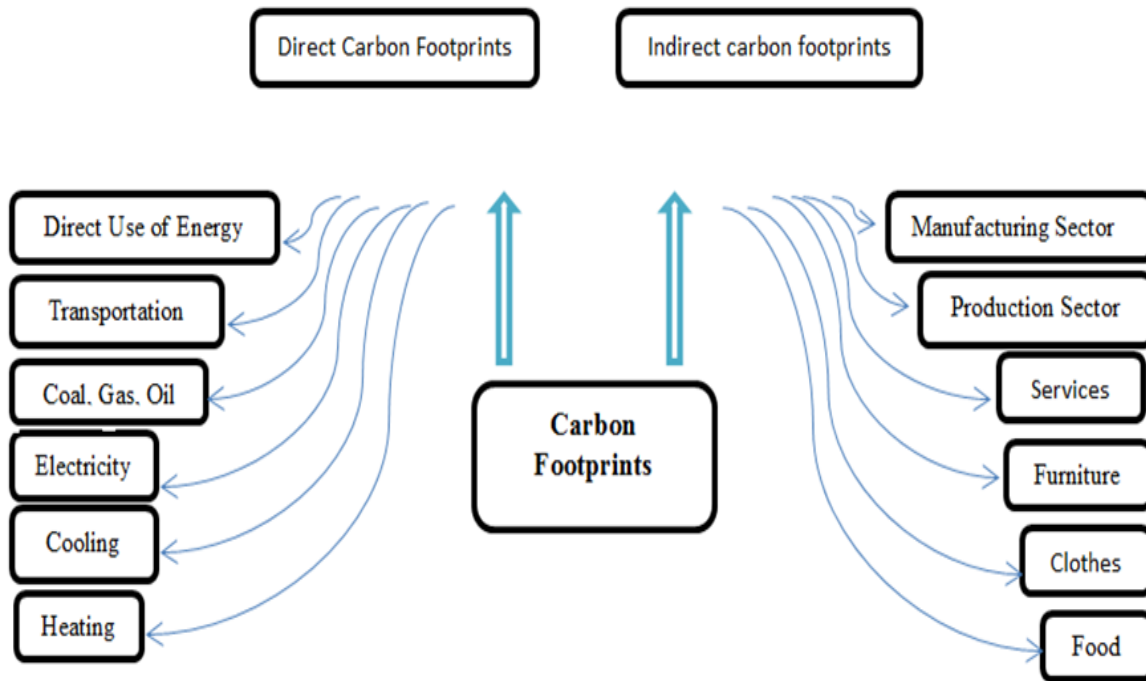 Direct Carbon Footprints
Indirect carbon footprints
Direct Use of Energy
Transportation
Coal, Gas, Oil
Electricity
Cooling
Heating
Carbon
Footprints
Manufacturing Sector
Production Sector
Services
Furniture
Clothes
Food